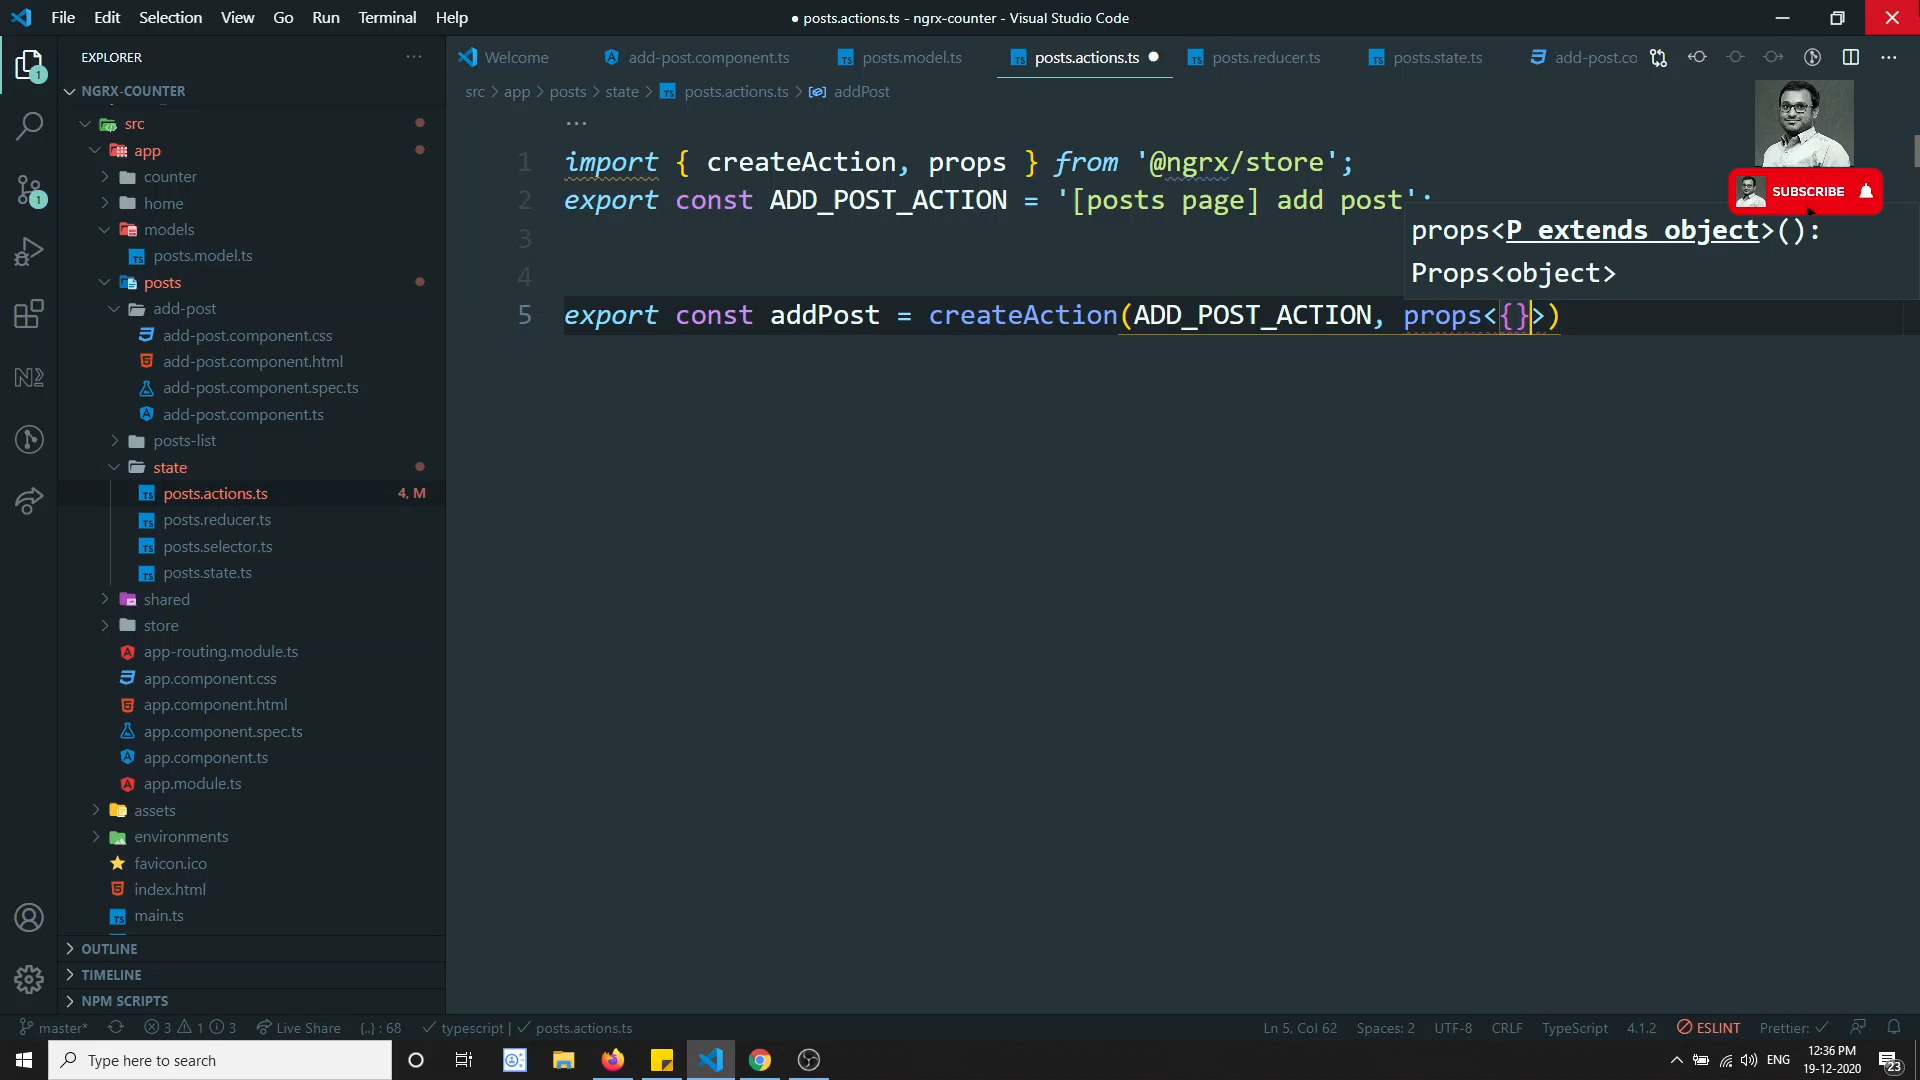 File Edit Selection View Go Run Terminal Help
● posts.actions.ts - ngrx-counter - Visual Studio Code
EXPLORER
Welcome
add-post.component.ts
posts.model.ts
posts.actions.ts
posts.reducer.ts
posts.state.ts
add-post.co
src > app > posts > state > posts.actions.ts > addPost
NGRX-COUNTER
src
app
counter
home
models
posts.model.ts
posts
add-post
add-post.component.css
add-post.component.html
add-post.component.spec.ts
add-post.component.ts
posts-list
state
posts.actions.ts 4, M
posts.reducer.ts
posts.selector.ts
posts.state.ts
shared
store
app-routing.module.ts
app.component.css
app.component.html
app.component.spec.ts
app.component.ts
app.module.ts
assets
environments
favicon.ico
index.html
main.ts
OUTLINE
TIMELINE
NPM SCRIPTS
1 import { createAction, props } from '@ngrx/store';
2 export const ADD_POST_ACTION = '[posts page] add post';
3
4
5 export const addPost = createAction(ADD_POST_ACTION, props<{}>)
props<P extends object>():
Props<object>
SUBSCRIBE
master* 3 1 3 Live Share {..} : 68 typescript | posts.actions.ts
Ln 5, Col 62 Spaces: 2 UTF-8 CRLF TypeScript 4.1.2 ESLINT Prettier:
Type here to search
ENG
12:36 PM
19-12-2020
23